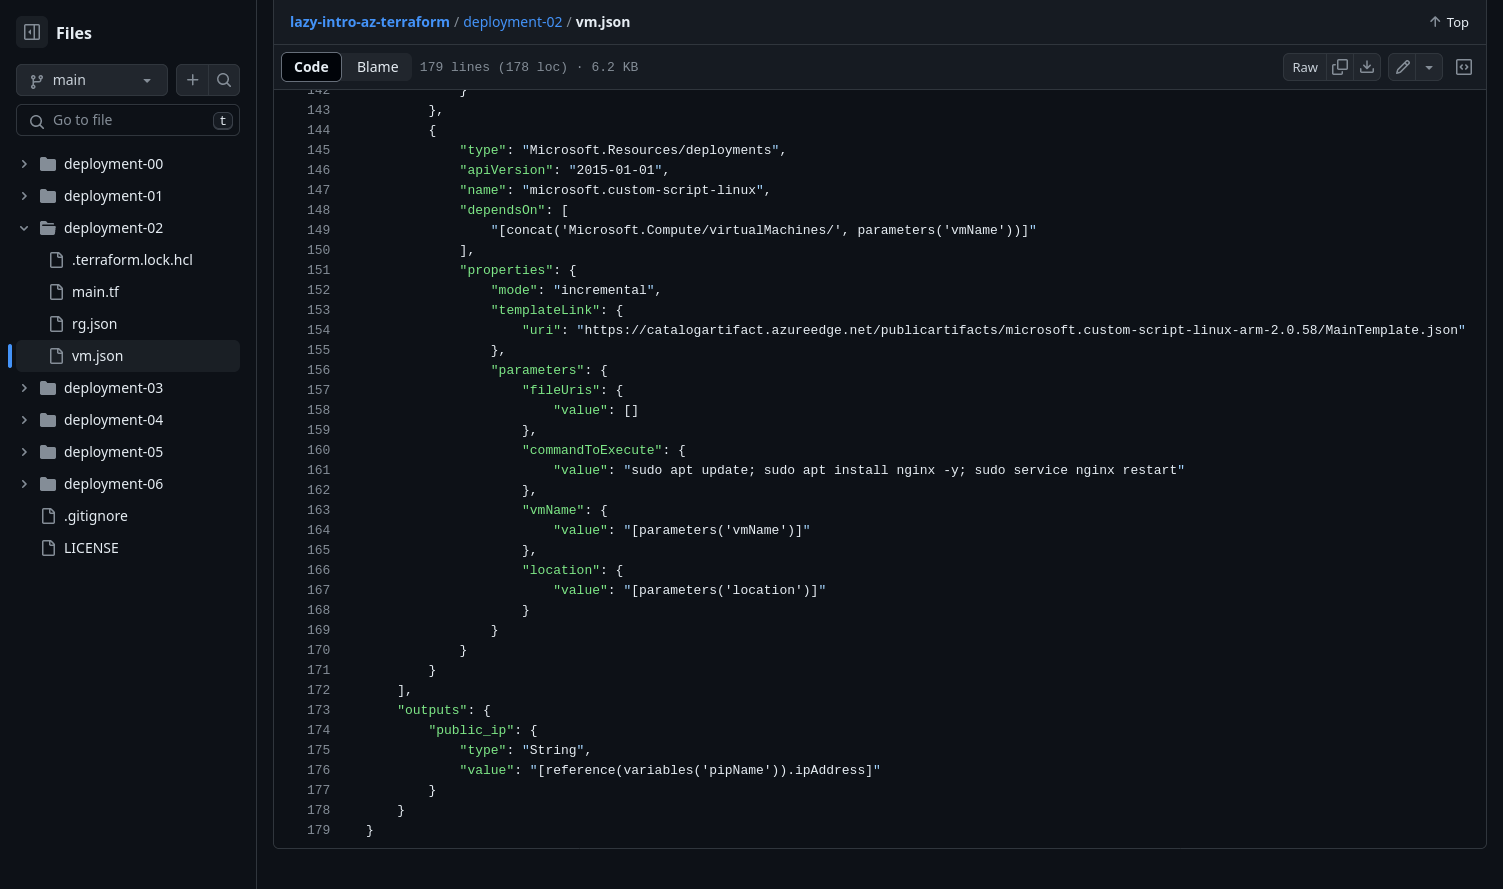 Files
main
Go to file
t
deployment-00
deployment-01
deployment-02
.terraform.lock.hcl
main.tf
rg.json
vm.json
deployment-03
deployment-04
deployment-05
deployment-06
.gitignore
LICENSE
lazy-intro-az-terraform / deployment-02 / vm.json
Top
Code Blame 179 lines (178 loc) · 6.2 KB
Raw
142 }
143 },
144 {
145 "type": "Microsoft.Resources/deployments",
146 "apiVersion": "2015-01-01",
147 "name": "microsoft.custom-script-linux",
148 "dependsOn": [
149 "[concat('Microsoft.Compute/virtualMachines/', parameters('vmName'))]"
150 ],
151 "properties": {
152 "mode": "incremental",
153 "templateLink": {
154 "uri": "https://catalogartifact.azureedge.net/publicartifacts/microsoft.custom-script-linux-arm-2.0.58/MainTemplate.json"
155 },
156 "parameters": {
157 "fileUris": {
158 "value": []
159 },
160 "commandToExecute": {
161 "value": "sudo apt update; sudo apt install nginx -y; sudo service nginx restart"
162 },
163 "vmName": {
164 "value": "[parameters('vmName')]"
165 },
166 "location": {
167 "value": "[parameters('location')]"
168 }
169 }
170 }
171 }
172 ],
173 "outputs": {
174 "public_ip": {
175 "type": "String",
176 "value": "[reference(variables('pipName')).ipAddress]"
177 }
178 }
179 }